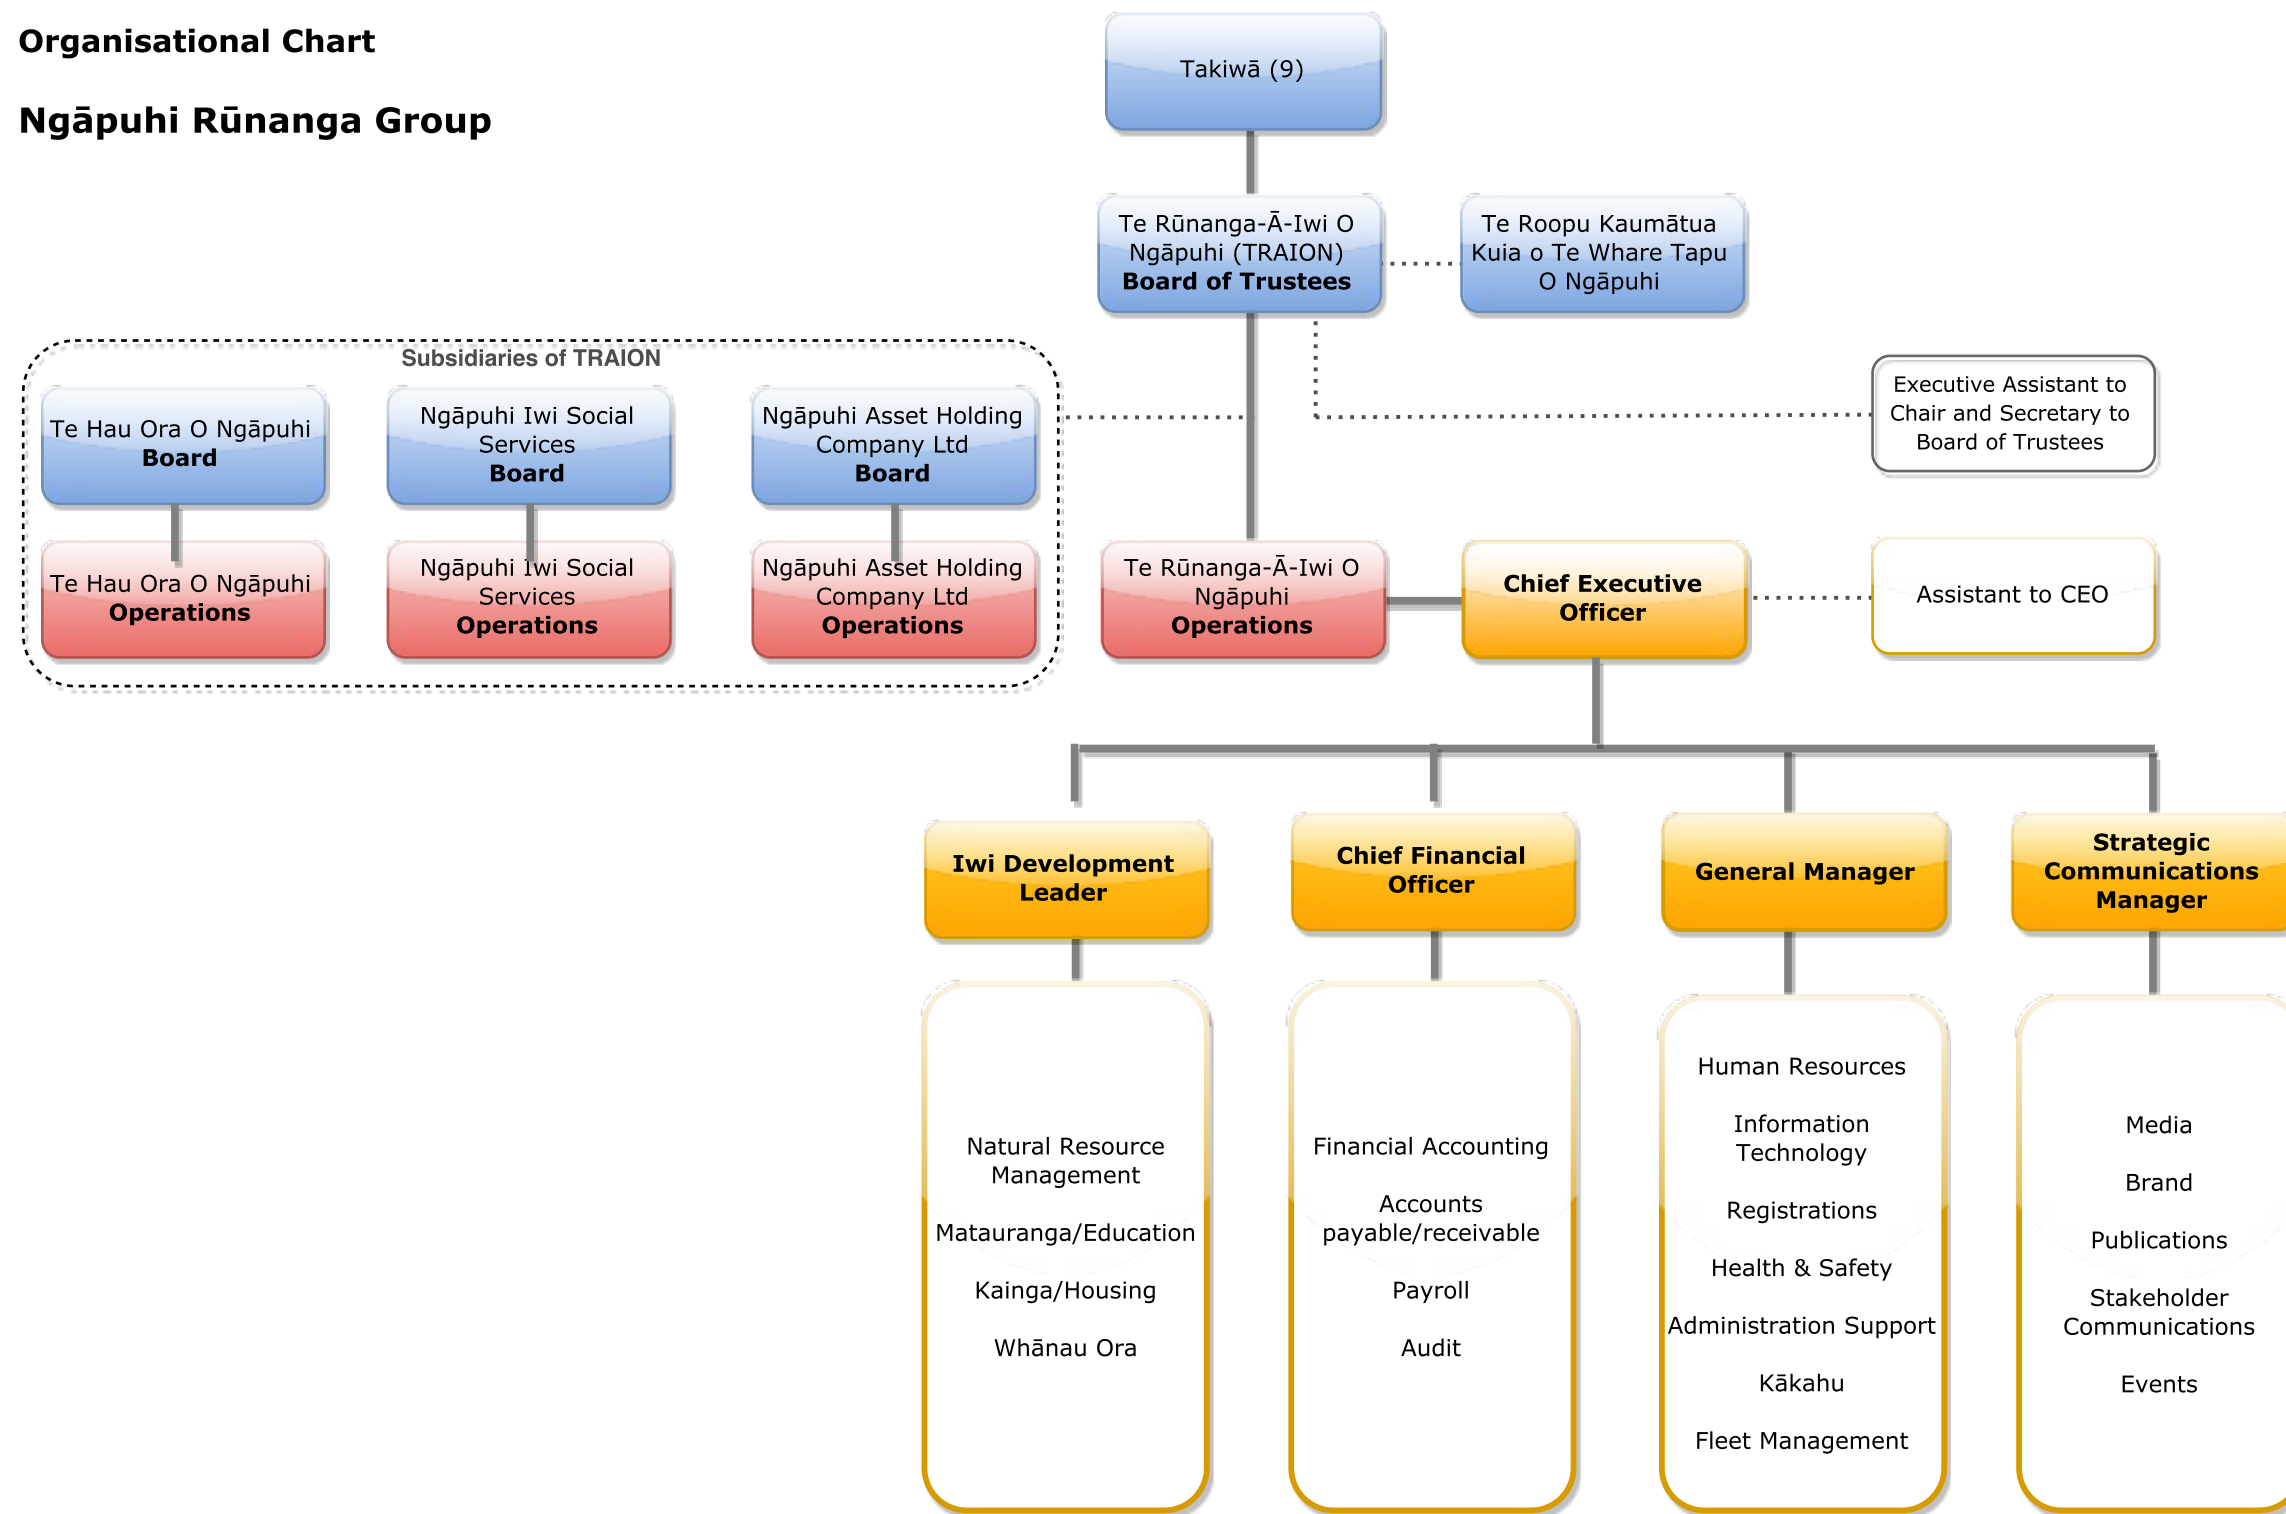 Organisational Chart
Ngāpuhi Rūnanga Group
Takiwā (9)
Te Rūnanga-Ā-Iwi O
Ngāpuhi (TRAION)
Board of Trustees
Te Roopu Kaumātua
Kuia o Te Whare Tapu
O Ngāpuhi
Subsidiaries of TRAION
Te Hau Ora O Ngāpuhi
Board
Ngāpuhi Iwi Social
Services
Board
Ngāpuhi Asset Holding
Company Ltd
Board
Executive Assistant to
Chair and Secretary to
Board of Trustees
Te Hau Ora O Ngāpuhi
Operations
Ngāpuhi Iwi Social
Services
Operations
Ngāpuhi Asset Holding
Company Ltd
Operations
Te Rūnanga-Ā-Iwi O
Ngāpuhi
Operations
Chief Executive
Officer
Assistant to CEO
Iwi Development
Leader
Chief Financial
Officer
General Manager
Strategic
Communications
Manager
Natural Resource
Management
Matauranga/Education
Kainga/Housing
Whānau Ora
Financial Accounting
Accounts
payable/receivable
Payroll
Audit
Human Resources
Information
Technology
Registrations
Health & Safety
Administration Support
Kākahu
Fleet Management
Media
Brand
Publications
Stakeholder
Communications
Events